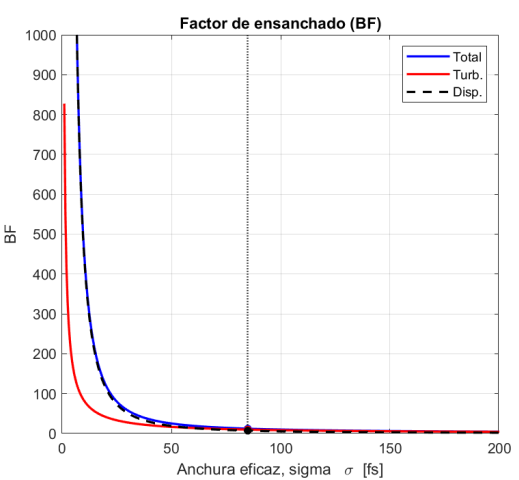 Factor de ensanchado (BF)
1000
900
800
700
600
500
400
300
200
100
0
BF
Total
Turb.
Disp.
0 50 100 150 200
Anchura eficaz, sigma σ [fs]